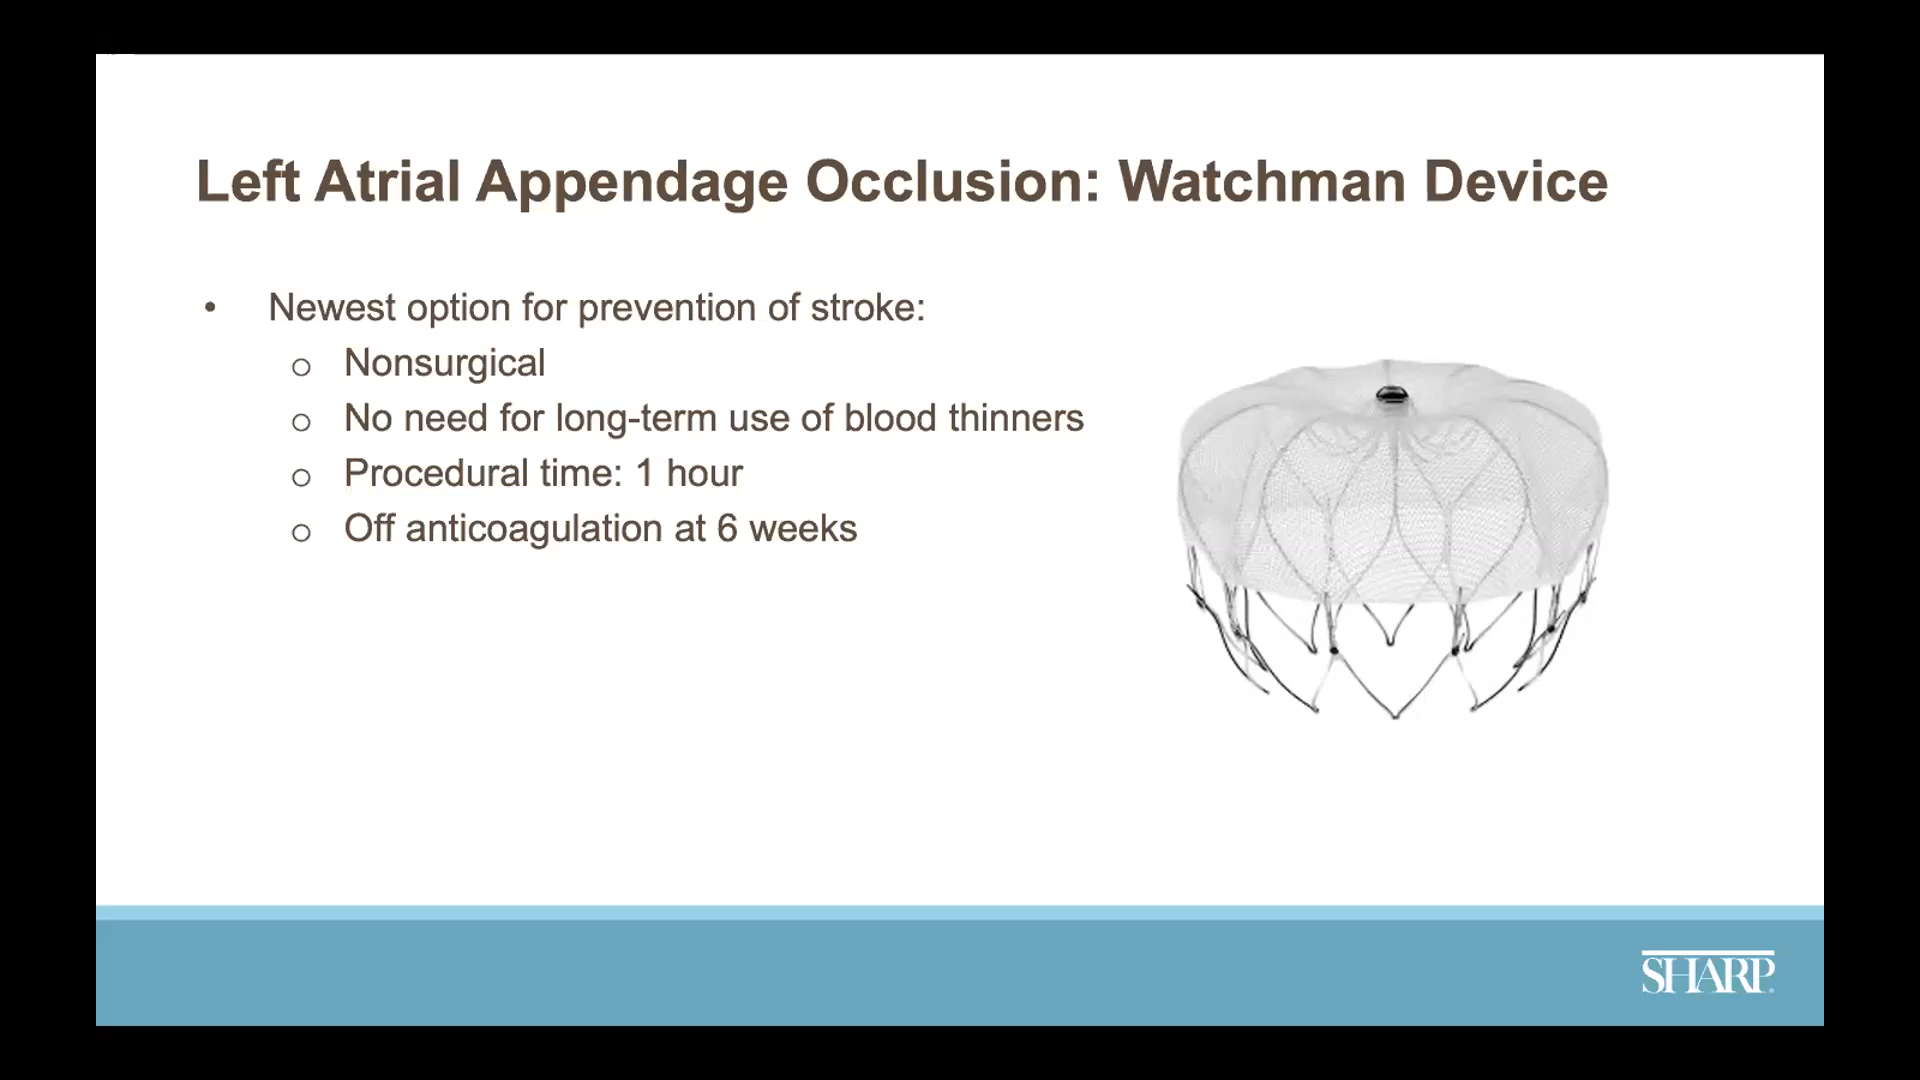 Left Atrial Appendage Occlusion: Watchman Device
• Newest option for prevention of stroke:
o Nonsurgical
o No need for long-term use of blood thinners
o Procedural time: 1 hour
o Off anticoagulation at 6 weeks
SHARP